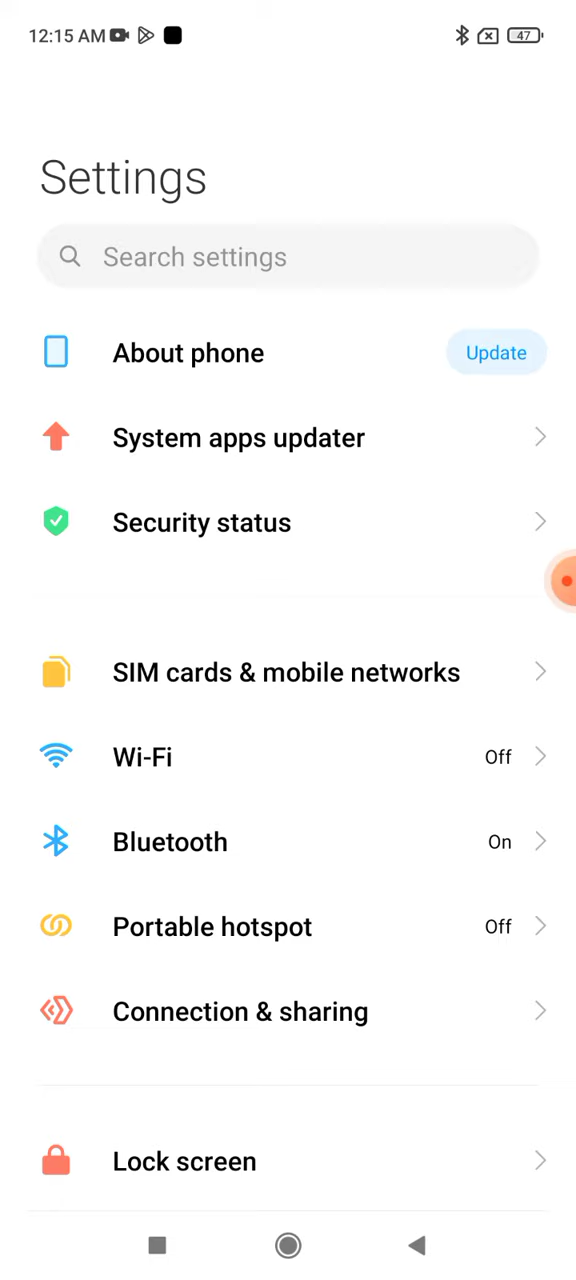 12:15 AM
47
Settings
Search settings
About phone
Update
System apps updater
Security status
SIM cards & mobile networks
Wi-Fi
Off
Bluetooth
On
Portable hotspot
Off
Connection & sharing
Lock screen